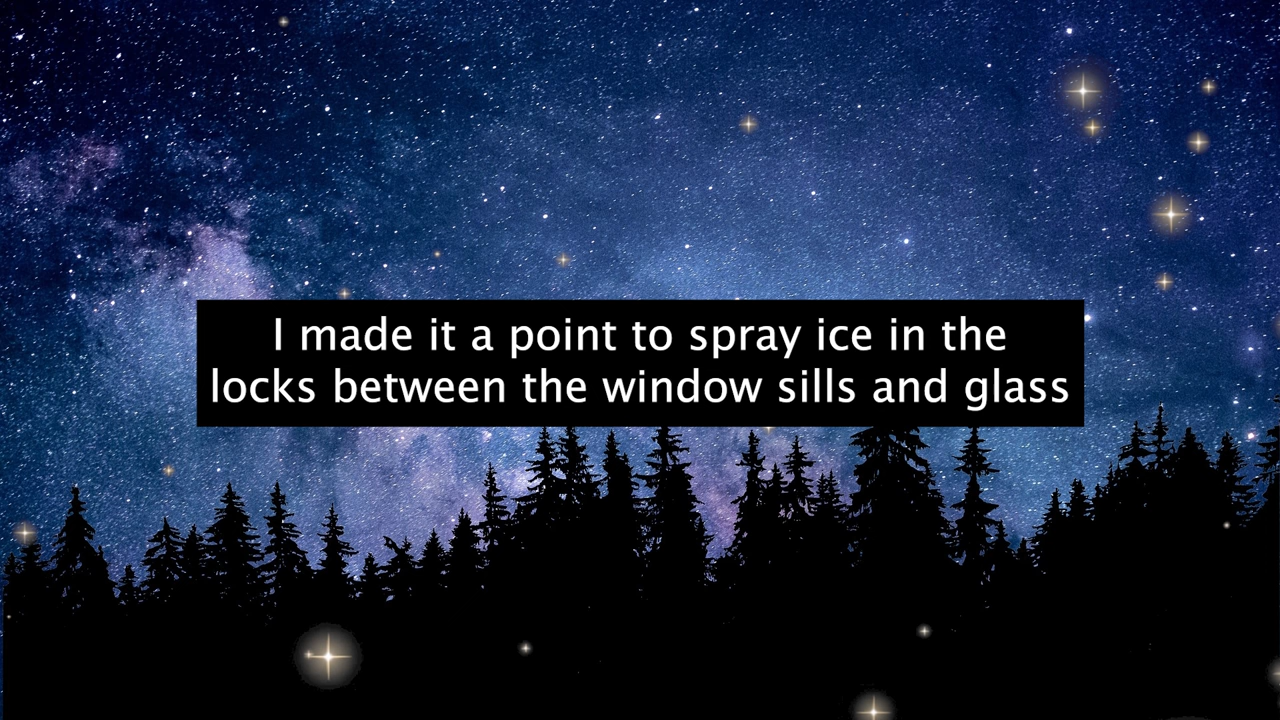 I made it a point to spray ice in the
locks between the window sills and glass